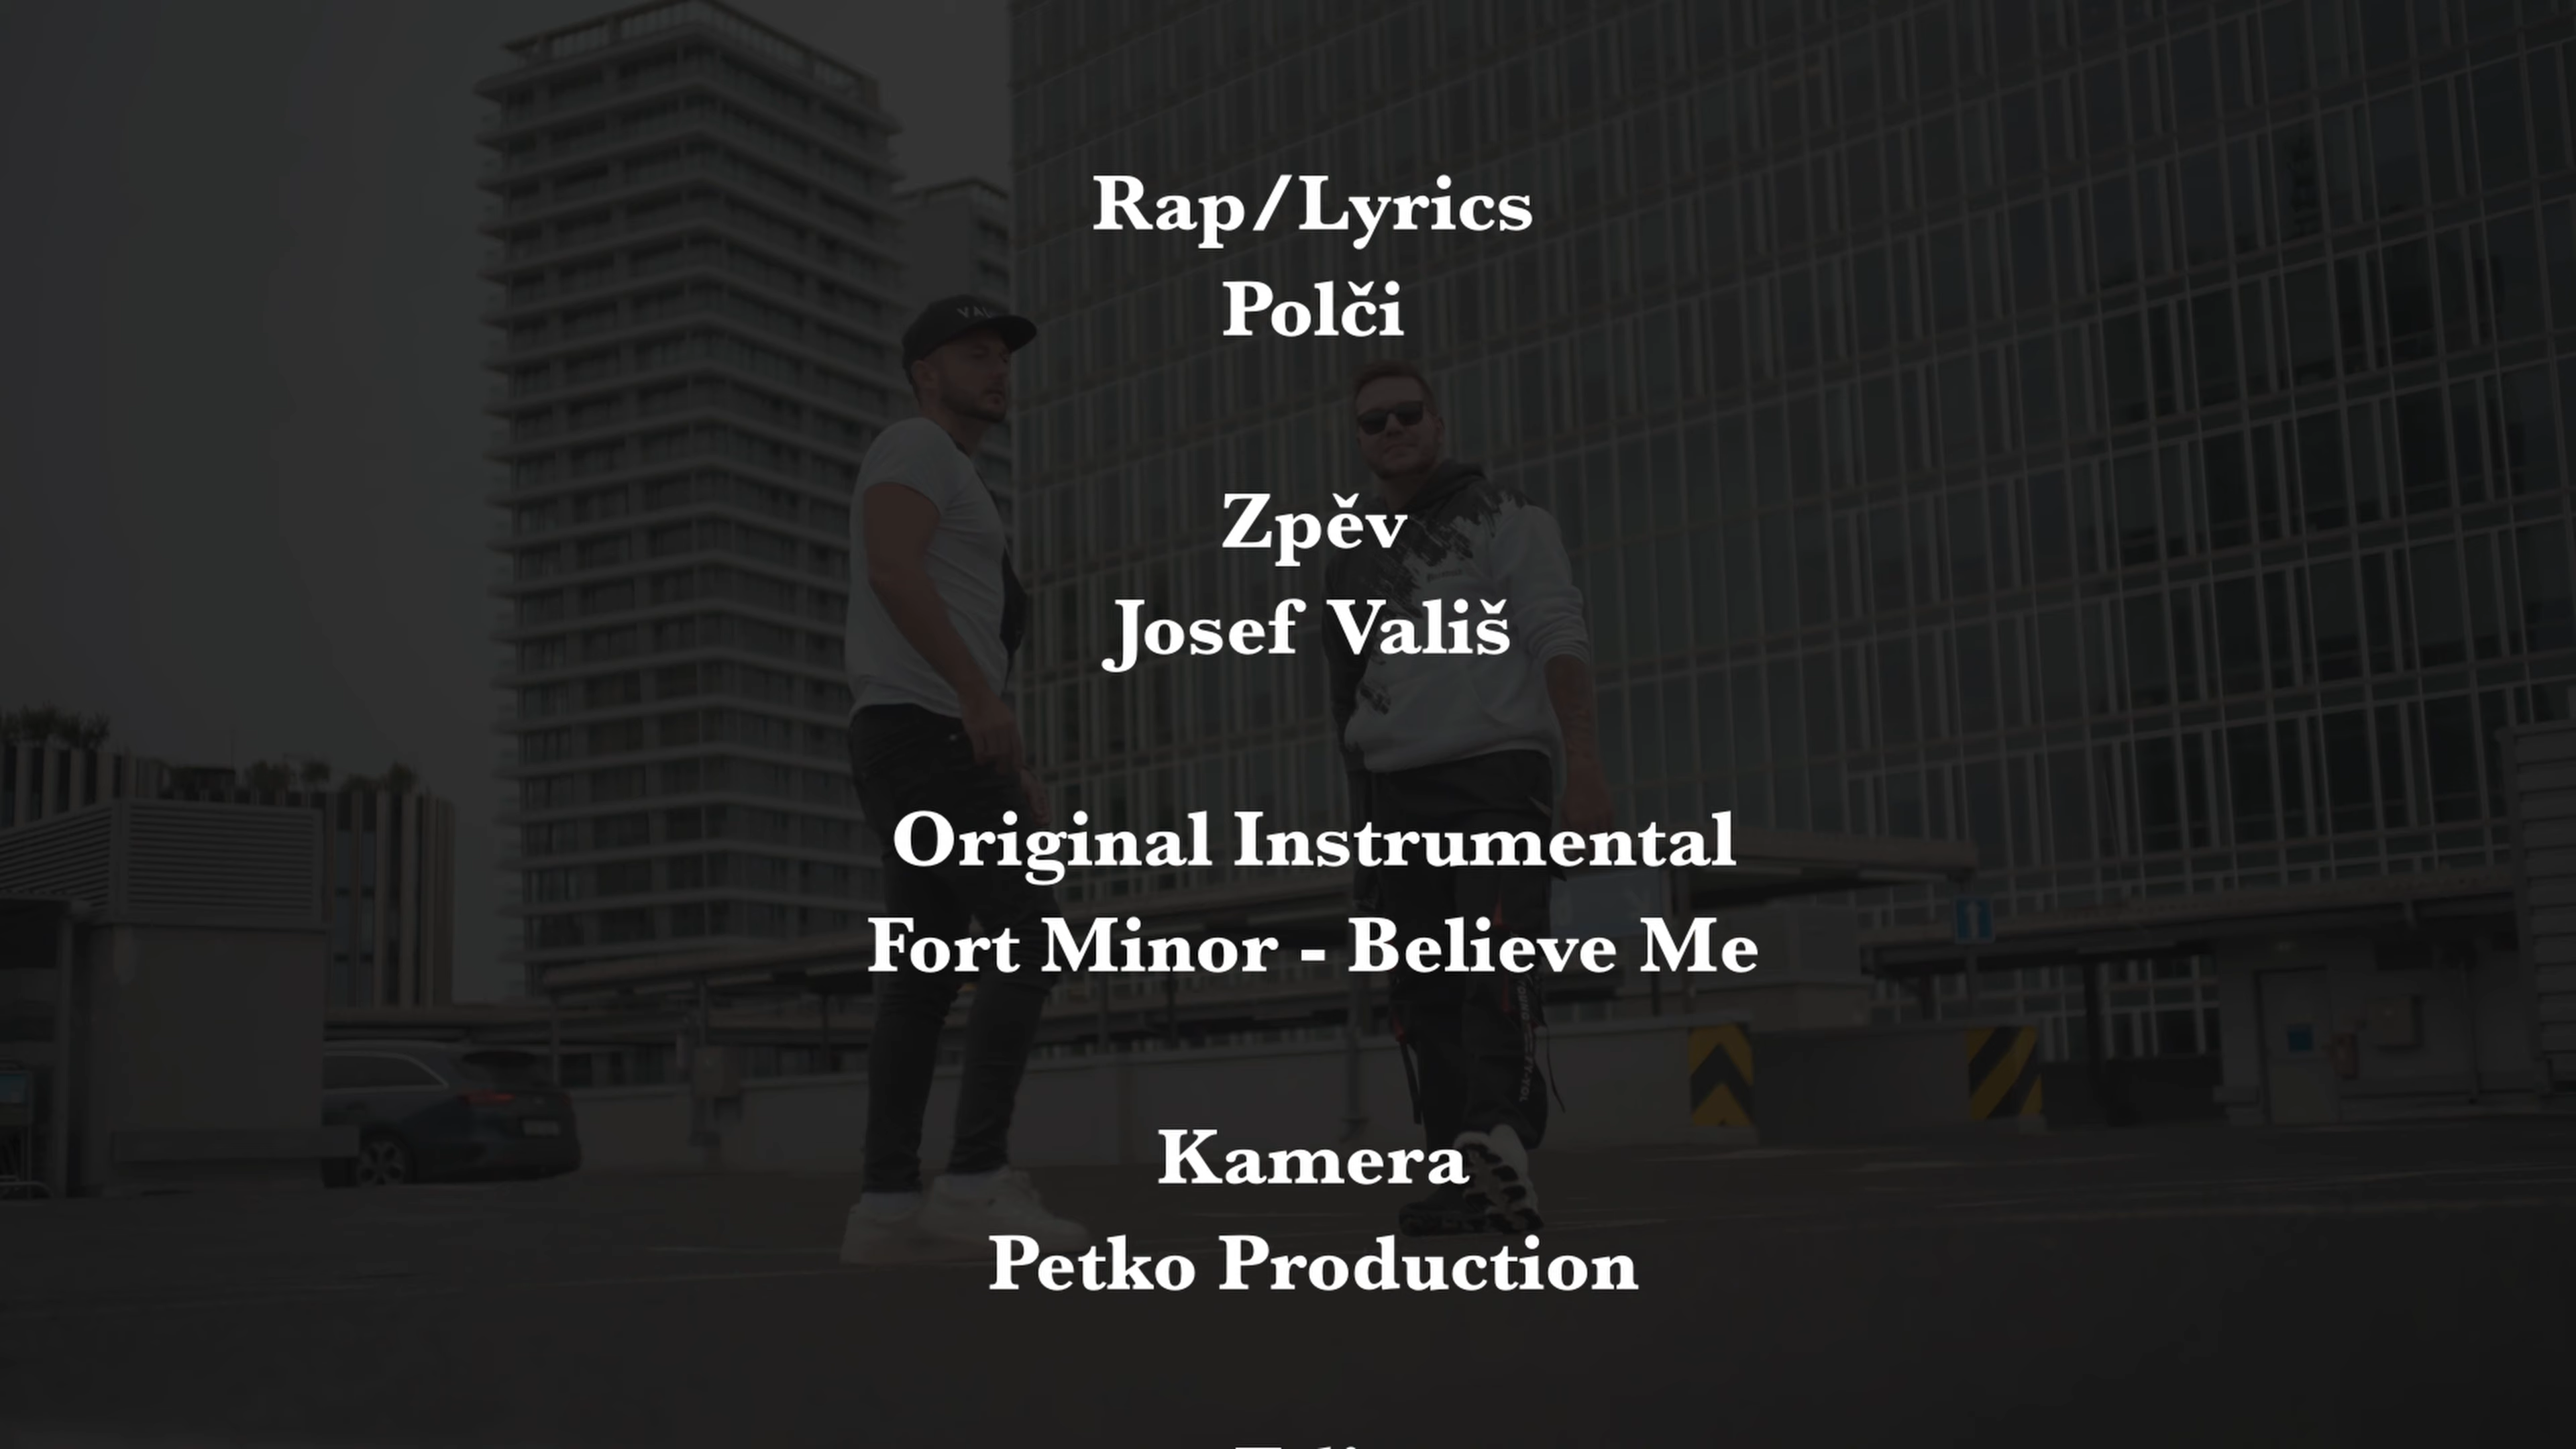 Rap/Lyrics
Polči
Zpěv
Josef Vališ
Original Instrumental
Fort Minor - Believe Me
Kamera
Petko Production